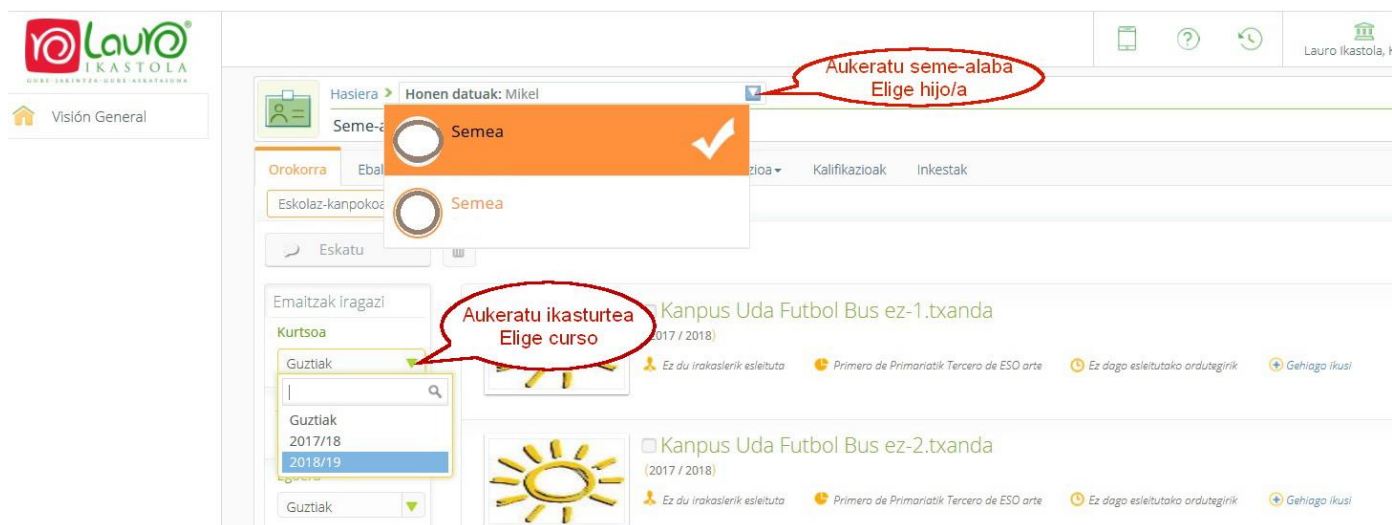 Lauro
IKASTOLA
GURE JAKINTZA GURE ASKATASUNA
Lauro Ikastola, K
Aukeratu seme-alaba
Elige hijo/a
Visión General
Hasiera > Honen datuak: Mikel
Seme-a
Semea
Semea
Orokorra Ebal zioa Kalifikazioak Inkestak
Eskolaz-kanpokoa
Eskatu
Emaitzak iragazi
Kurtsoa
Guztiak
Aukeratu ikasturtea
Elige curso
Guztiak
2017/18
2018/19
Egoera
Guztiak
Kanpus Uda Futbol Bus ez-1.txanda
(2017 / 2018)
Ez du irakaslerik esleituta Primero de Primariatik Tercero de ESO arte Ez dago esleitutako ordutegirik Gehiago ikusi
Kanpus Uda Futbol Bus ez-2.txanda
(2017 / 2018)
Ez du irakaslerik esleituta Primero de Primariatik Tercero de ESO arte Ez dago esleitutako ordutegirik Gehiago ikusi